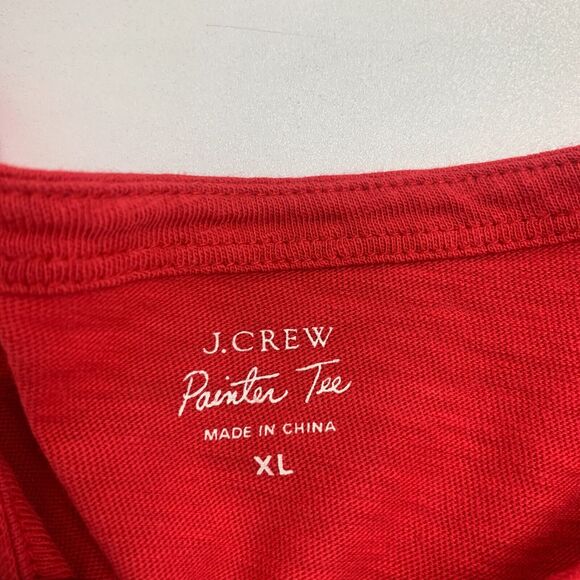 J.CREW
Painter Tee
MADE IN CHINA
XL